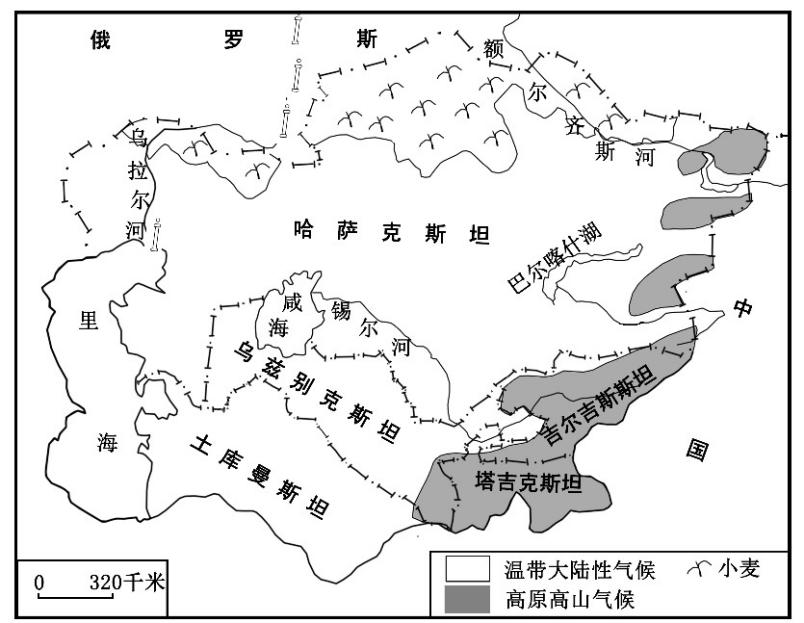 俄罗斯
额尔齐斯河
乌拉尔河
哈萨克斯坦
巴尔喀什湖
里海
咸海
锡尔河
中国
乌兹别克斯坦
吉尔吉斯斯坦
土库曼斯坦
塔吉克斯坦
0 320千米
温带大陆性气候 小麦
高原高山气候